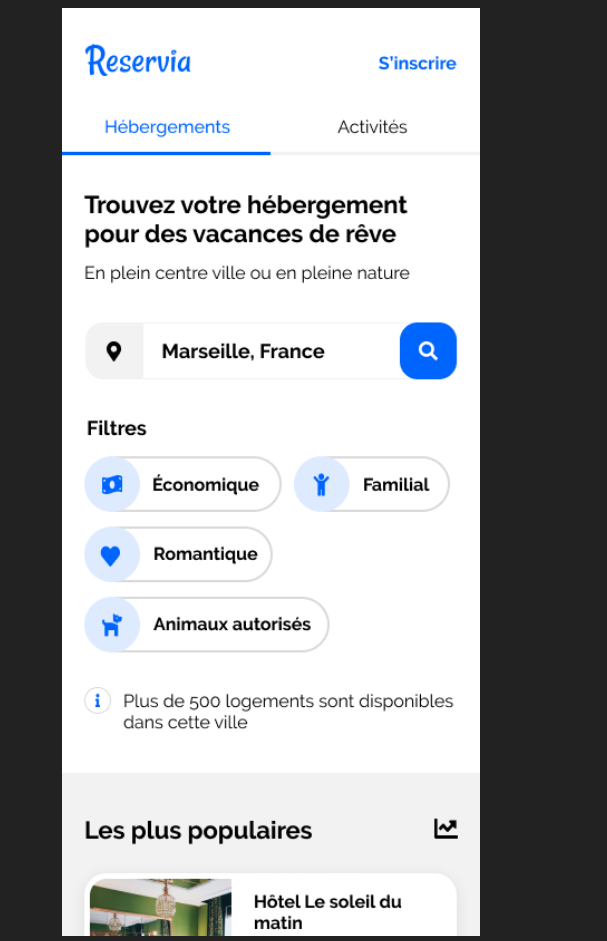 Reservia
S'inscrire
Hébergements
Activités
Trouvez votre hébergement
pour des vacances de rêve
En plein centre ville ou en pleine nature
Marseille, France
Filtres
Économique
Familial
Romantique
Animaux autorisés
Plus de 500 logements sont disponibles
dans cette ville
Les plus populaires
Hôtel Le soleil du
matin